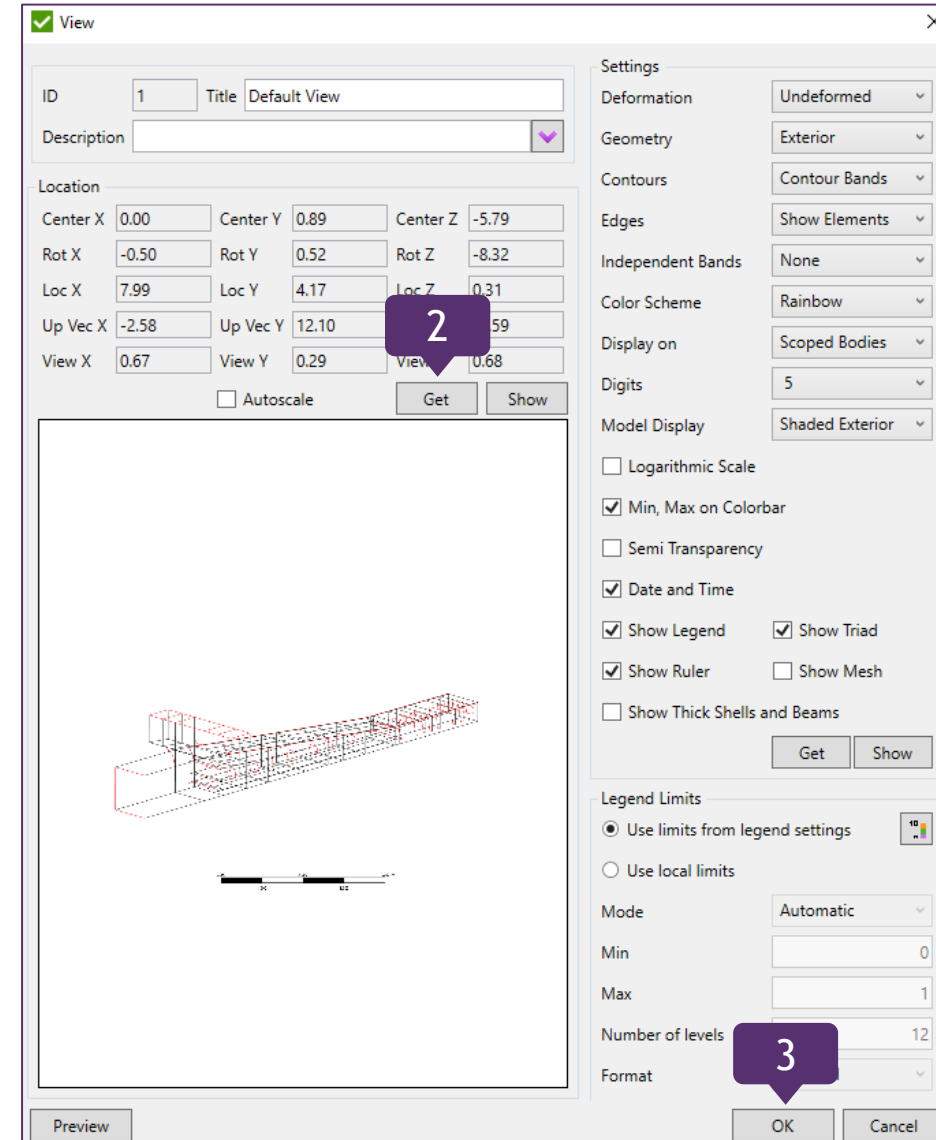 View
ID 1 Title Default View
Description
Location
Center X 0.00 Center Y 0.89 Center Z -5.79
Rot X -0.50 Rot Y 0.52 Rot Z -8.32
Loc X 7.99 Loc Y 4.17 Loc Z 0.31
Up Vec X -2.58 Up Vec Y 12.10
View X 0.67 View Y 0.29 0.68
2
Autoscale Get Show
Settings
Deformation Undeformed
Geometry Exterior
Contours Contour Bands
Edges Show Elements
Independent Bands None
Color Scheme Rainbow
Display on Scoped Bodies
Digits 5
Model Display Shaded Exterior
Logarithmic Scale
Min, Max on Colorbar
Semi Transparency
Date and Time
Show Legend Show Triad
Show Ruler Show Mesh
Show Thick Shells and Beams
Get Show
Legend Limits
Use limits from legend settings
Use local limits
Mode Automatic
Min 0
Max 1
Number of levels 12
Format
3
Preview OK Cancel